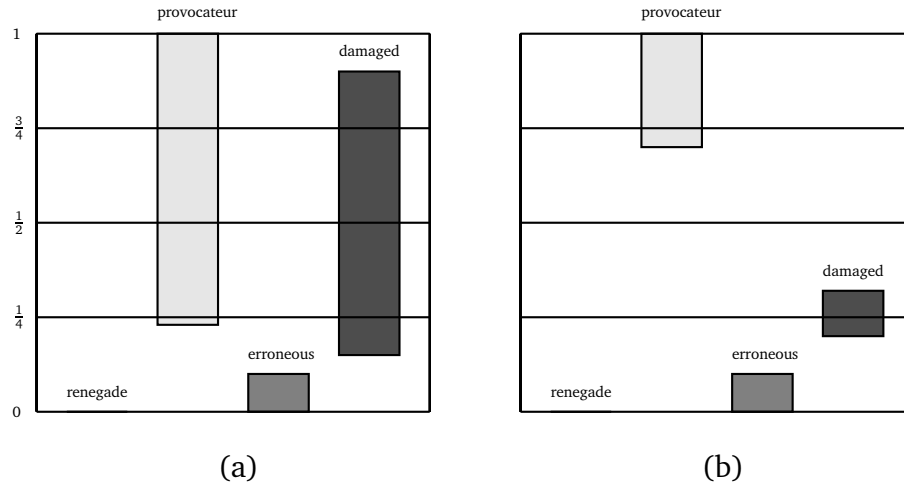 provocateur
provocateur
1
damaged
3/4
1/2
damaged
1/4
erroneous
erroneous
renegade
renegade
0
(a)
(b)